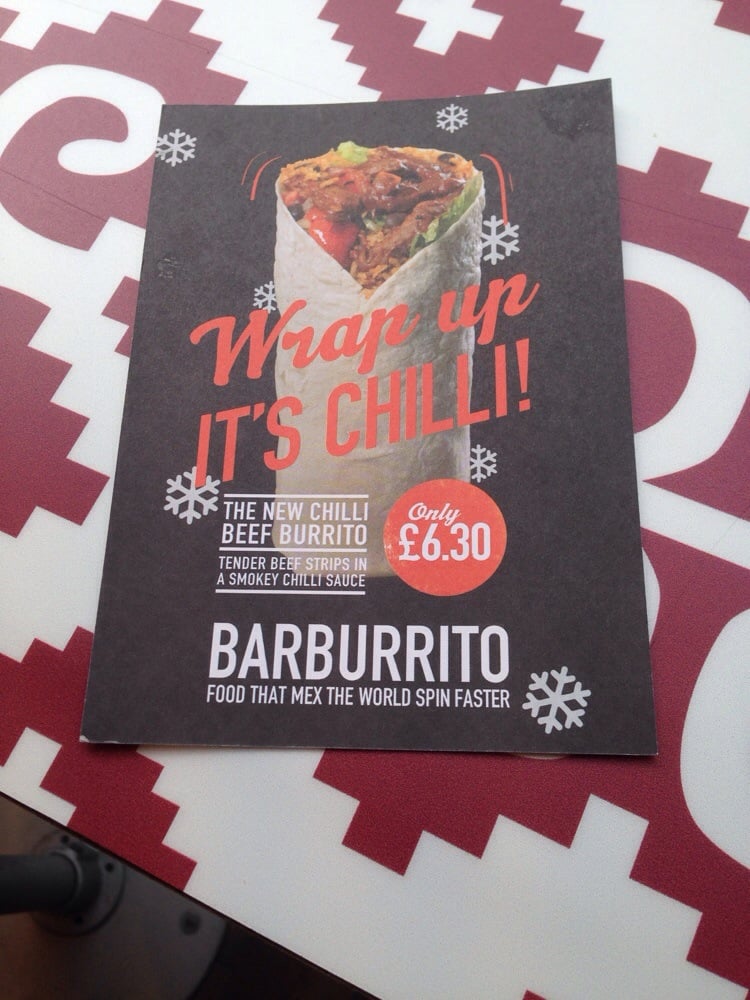 Wrap up
IT'S CHILLI!
THE NEW CHILLI
BEEF BURRITO
TENDER BEEF STRIPS IN
A SMOKEY CHILLI SAUCE
Only
£6.30
BARBURRITO
FOOD THAT MEX THE WORLD SPIN FASTER